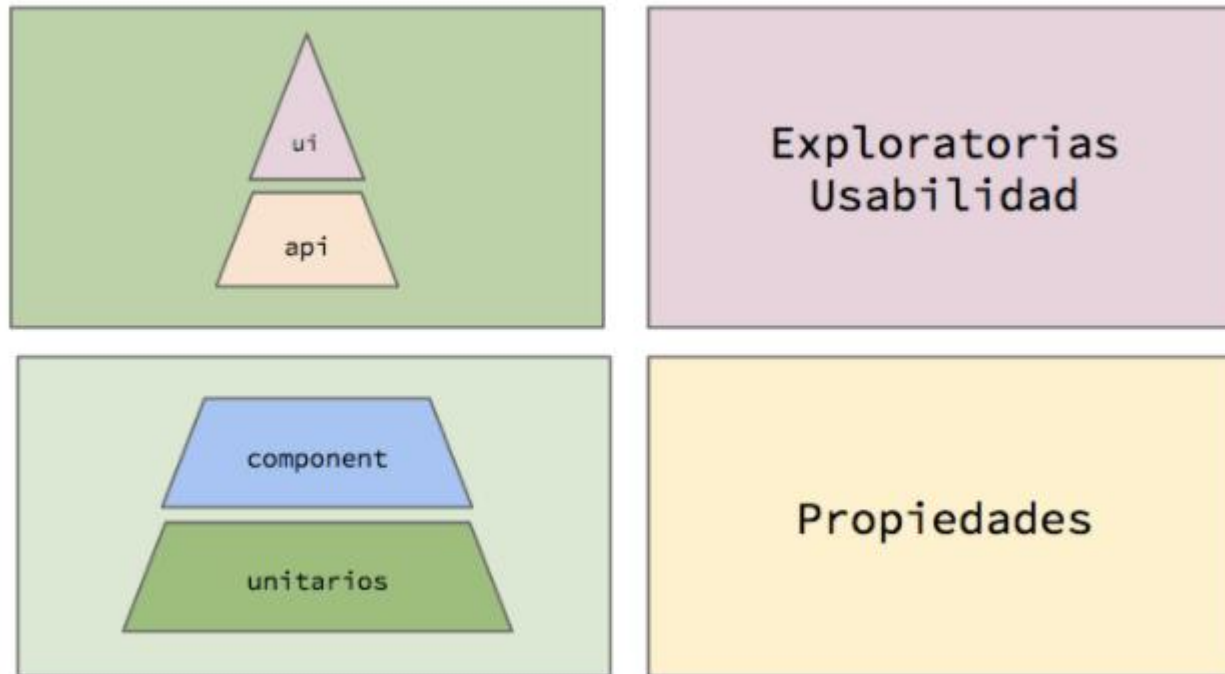 ui
api
Exploratorias
Usabilidad
component
unitarios
Propiedades